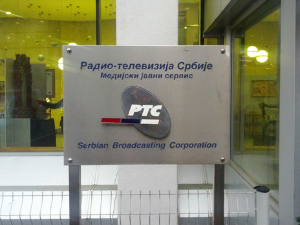 Радио-телевизија Србије
Медијски јавни сервис
РТС
Serbian Broadcasting Corporation